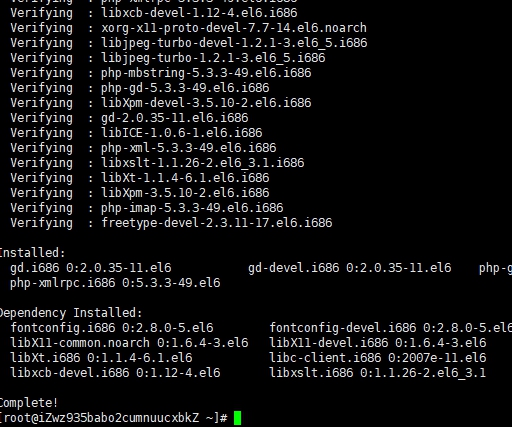 Verifying : php-xmlrpc-5.3.3-49.el6.i686
Verifying : libxcb-devel-1.12-4.el6.i686
Verifying : xorg-x11-proto-devel-7.7-14.el6.noarch
Verifying : libjpeg-turbo-devel-1.2.1-3.el6_5.i686
Verifying : libjpeg-turbo-1.2.1-3.el6_5.i686
Verifying : php-mbstring-5.3.3-49.el6.i686
Verifying : php-gd-5.3.3-49.el6.i686
Verifying : libXpm-devel-3.5.10-2.el6.i686
Verifying : gd-2.0.35-11.el6.i686
Verifying : libICE-1.0.6-1.el6.i686
Verifying : php-xml-5.3.3-49.el6.i686
Verifying : libxslt-1.1.26-2.el6_3.1.i686
Verifying : libXt-1.1.4-6.1.el6.i686
Verifying : libXpm-3.5.10-2.el6.i686
Verifying : php-imap-5.3.3-49.el6.i686
Verifying : freetype-devel-2.3.11-17.el6.i686
Installed:
gd.i686 0:2.0.35-11.el6 gd-devel.i686 0:2.0.35-11.el6 php-g
php-xmlrpc.i686 0:5.3.3-49.el6
Dependency Installed:
fontconfig.i686 0:2.8.0-5.el6 fontconfig-devel.i686 0:2.8.0-5.el6
libX11-common.noarch 0:1.6.4-3.el6 libX11-devel.i686 0:1.6.4-3.el6
libXt.i686 0:1.1.4-6.1.el6 libc-client.i686 0:2007e-11.el6
libxcb-devel.i686 0:1.12-4.el6 libxslt.i686 0:1.1.26-2.el6_3.1
Complete!
[root@iZwz935babo2cumnuucxbkZ ~]#